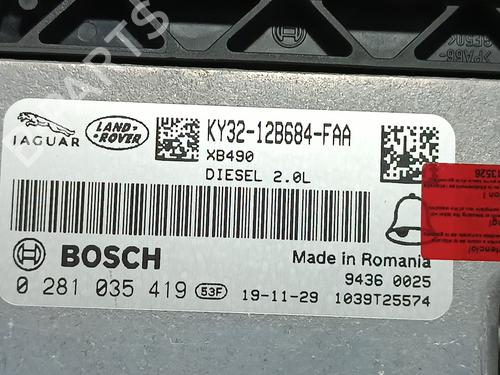 JAGUAR
LAND-
ROVER
KY32-12B684-FAA
XB490
DIESEL 2.0L
BOSCH
Made in Romania
9436 0025
0 281 035 419 53F 19-11-29 1039T25574